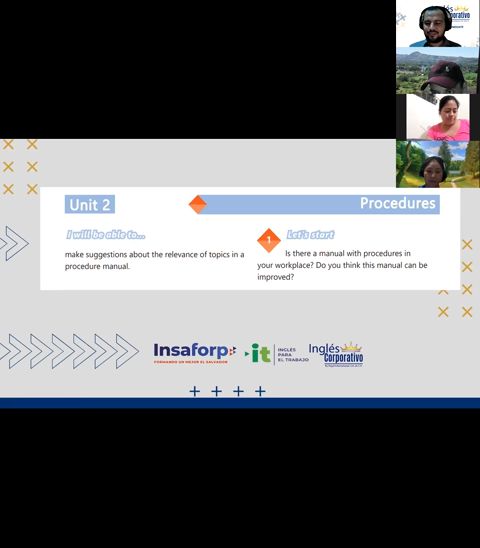 Inglés
Corporativo
Unit 2
Procedures
I will be able to...
make suggestions about the relevance of topics in a
procedure manual.
1
Let's start
Is there a manual with procedures in
your workplace? Do you think this manual can be
improved?
Insaforp
FORMANDO UN MEJOR EL SALVADOR
it
INGLÉS
PARA
EL TRABAJO
Inglés
Corporativo